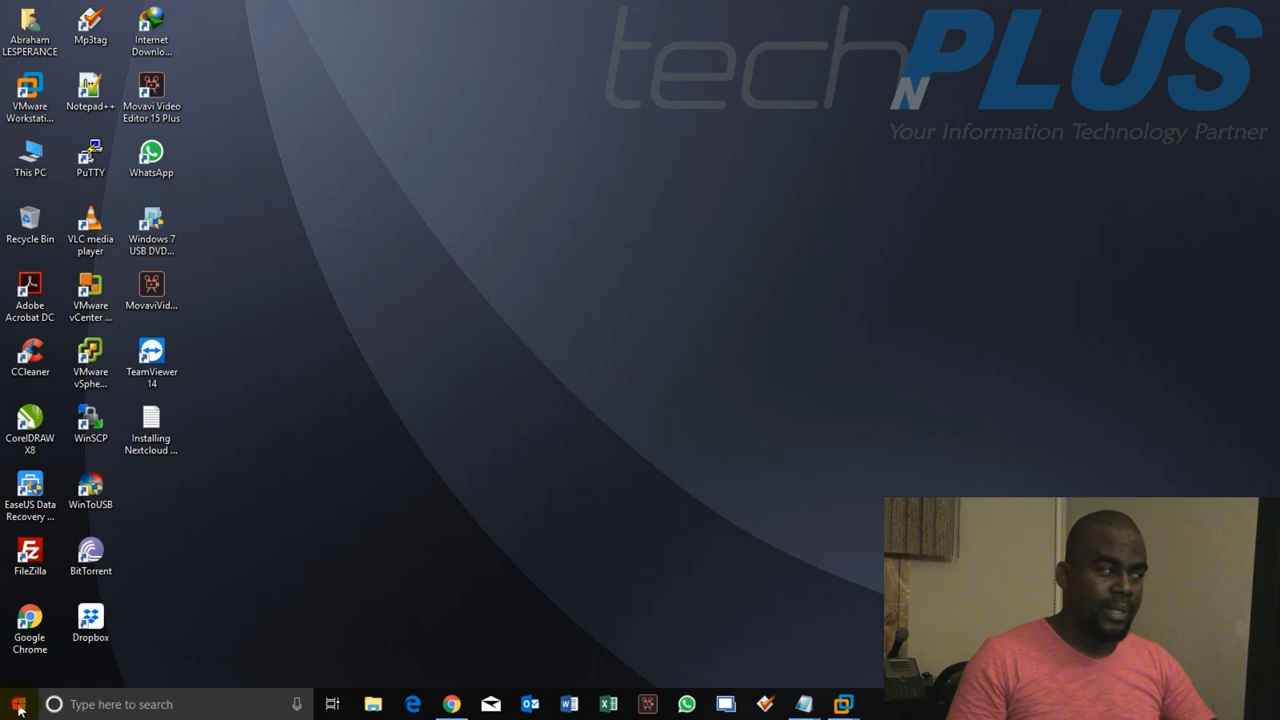 tech N PLUS
Your Information Technology Partner
Abraham
LESPERANCE
Mp3tag
Internet
Downlo...
VMware
Workstati...
Notepad++
Movavi Video
Editor 15 Plus
This PC
PuTTY
WhatsApp
Recycle Bin
VLC media
player
Windows 7
USB DVD...
Adobe
Acrobat DC
VMware
vCenter ...
MovaviVid...
CCleaner
VMware
vSphe...
TeamViewer
14
CorelDRAW
X8
WinSCP
Installing
Nextcloud ...
EaseUS Data
Recovery ...
WinToUSB
FileZilla
BitTorrent
Google
Chrome
Dropbox
Type here to search